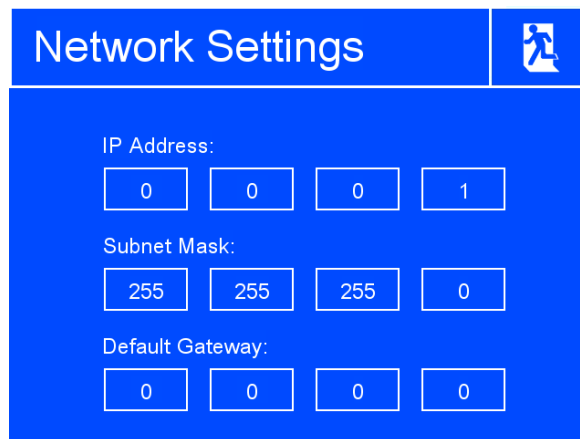 Network Settings
IP Address:
0 0 0 1
Subnet Mask:
255 255 255 0
Default Gateway:
0 0 0 0